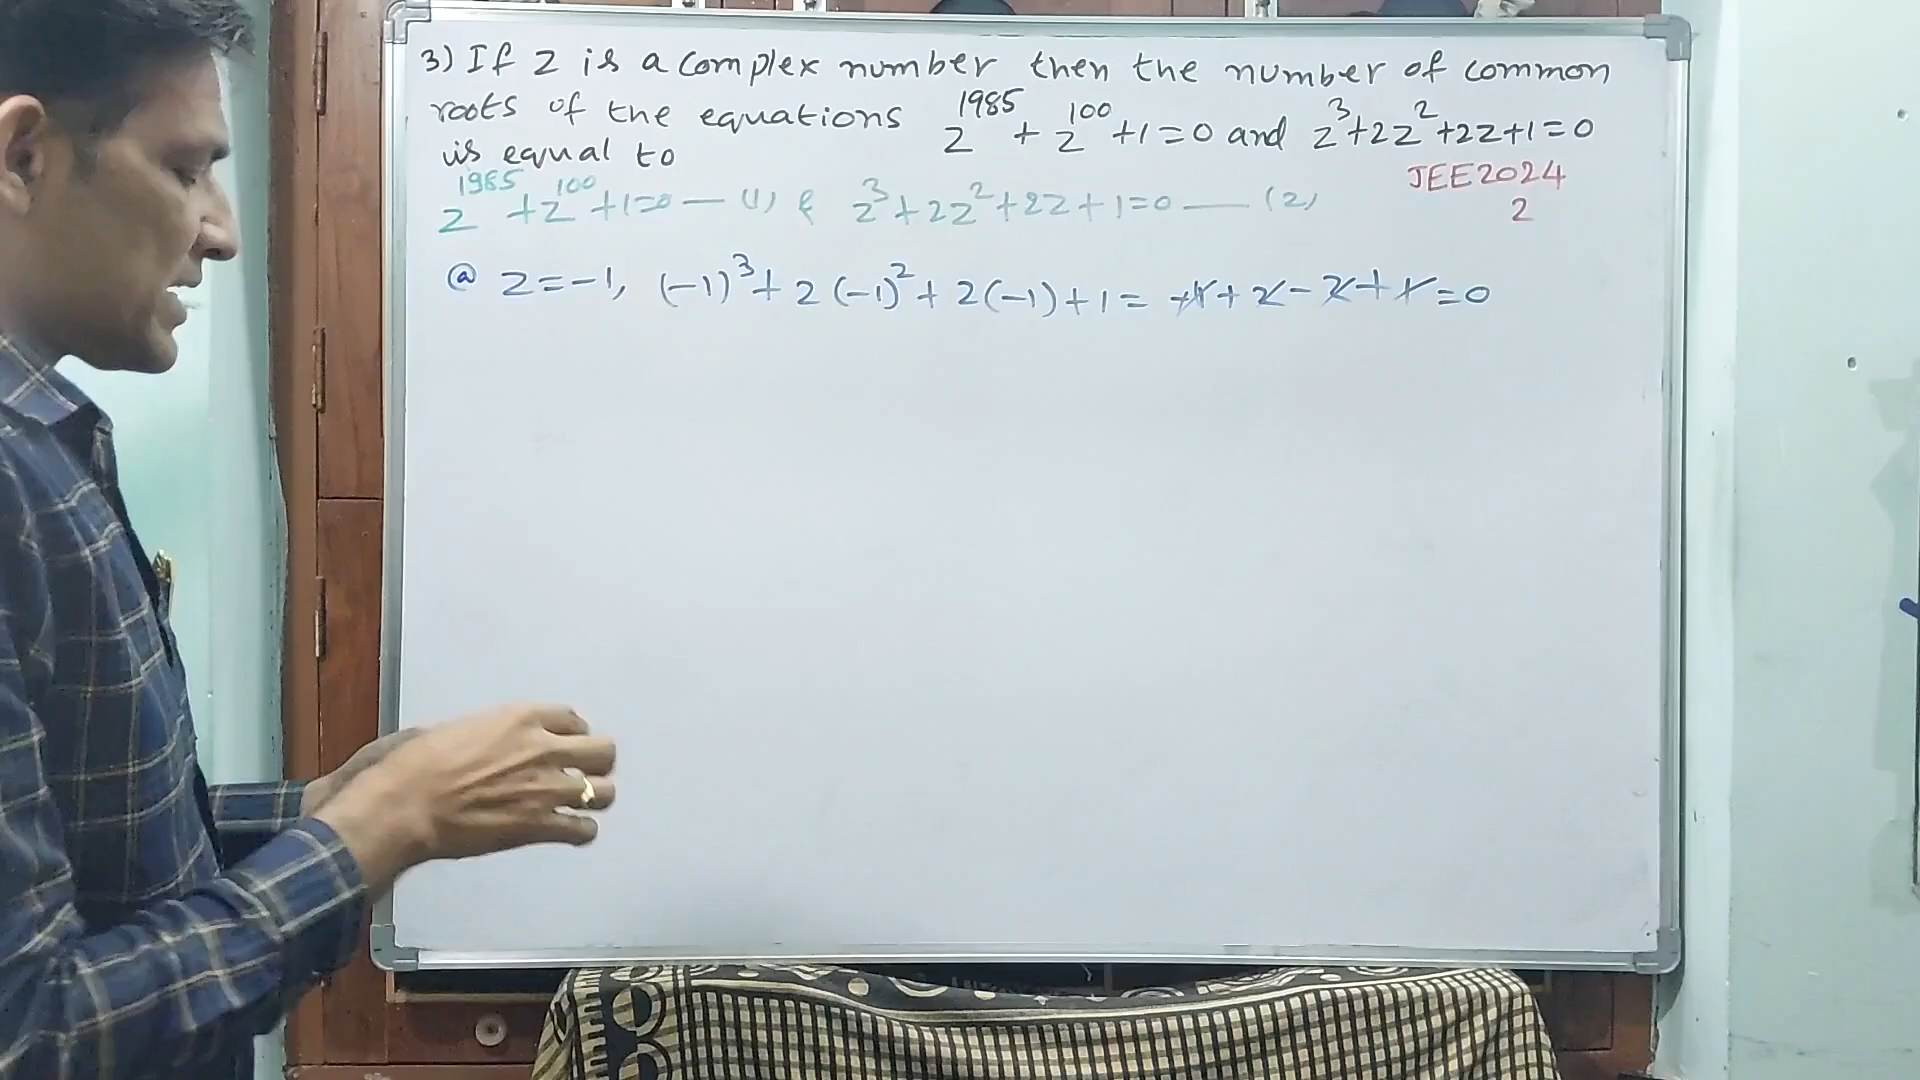 3) If z is a complex number then the number of common
roots of the equations z^1985 + z^100 + 1 = 0 and z^3 + 2z^2 + 2z + 1 = 0
is equal to
JEE2024
z^1985 + z^100 + 1 = 0 — (1) & z^3 + 2z^2 + 2z + 1 = 0 — (2)
2
@ z = -1, (-1)^3 + 2(-1)^2 + 2(-1) + 1 = -1 + 2 - 2 + 1 = 0